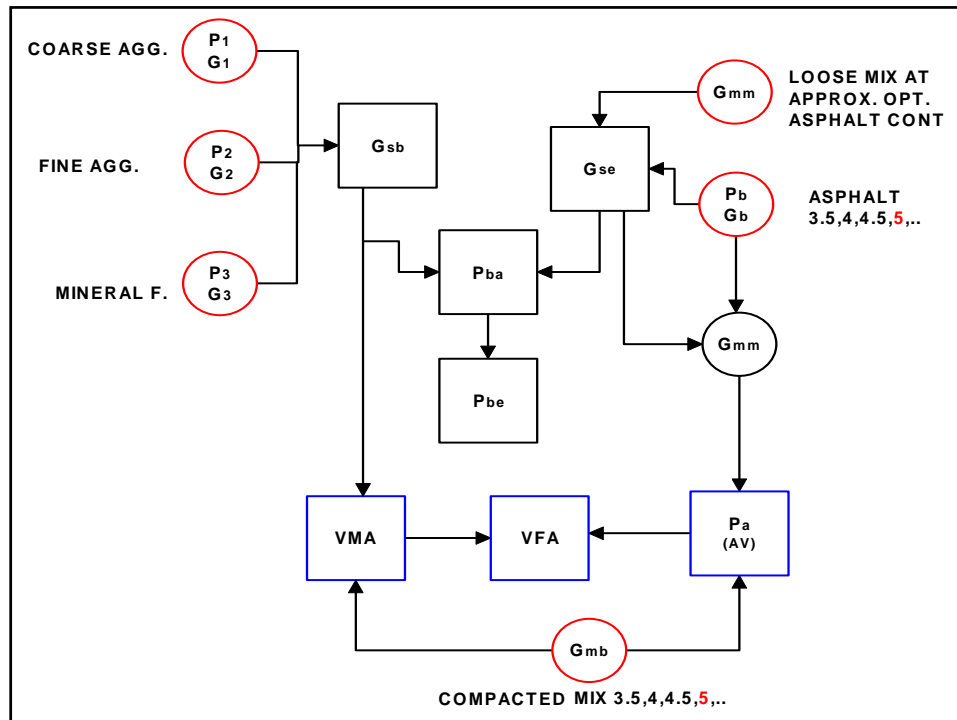 COARSE AGG.
P1
G1
Gmm
LOOSE MIX AT
APPROX. OPT.
ASPHALT CONT
Gsb
FINE AGG.
P2
G2
Gse
Pb
Gb
ASPHALT
3.5,4,4.5,5,..
MINERAL F.
P3
G3
Pba
Gmm
Pbe
VMA
VFA
Pa
(AV)
Gmb
COMPACTED MIX 3.5,4,4.5,5,..